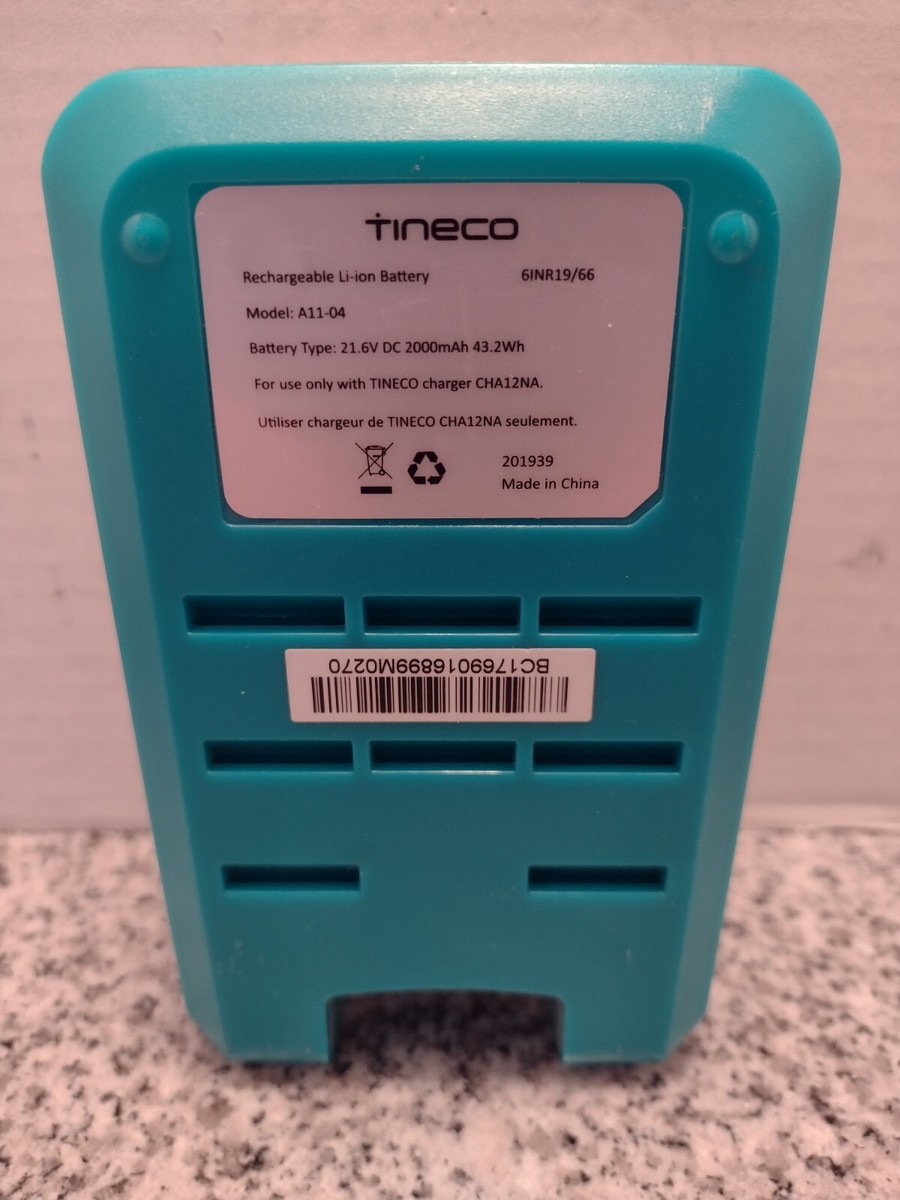 TINECO
Rechargeable Li-ion Battery 6INR19/66
Model: A11-04
Battery Type: 21.6V DC 2000mAh 43.2Wh
For use only with TINECO charger CHA12NA.
Utiliser chargeur de TINECO CHA12NA seulement.
201939
Made in China
BC1769016899M0270